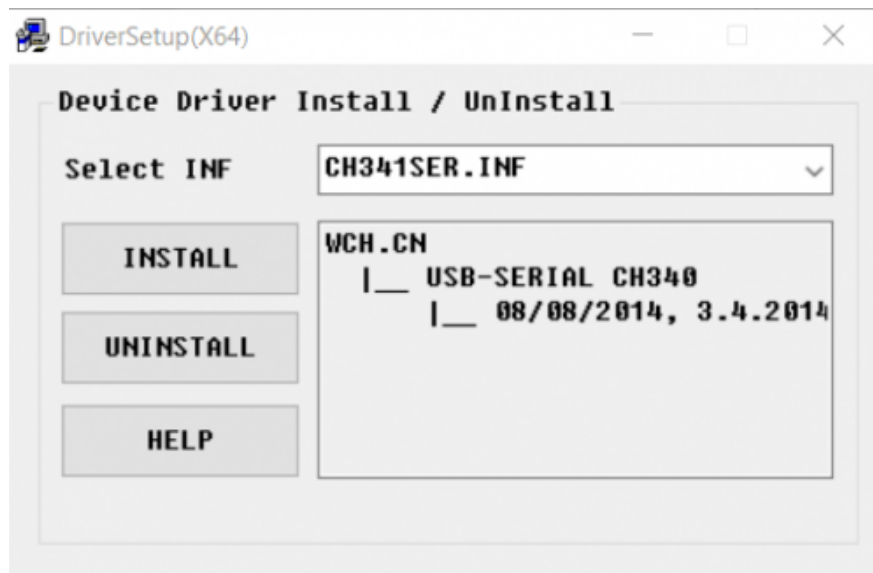 DriverSetup(X64)
Device Driver Install / UnInstall
Select INF
CH341SER.INF
INSTALL
UNINSTALL
HELP
WCH.CN
|__ USB-SERIAL CH340
|__ 08/08/2014, 3.4.2014